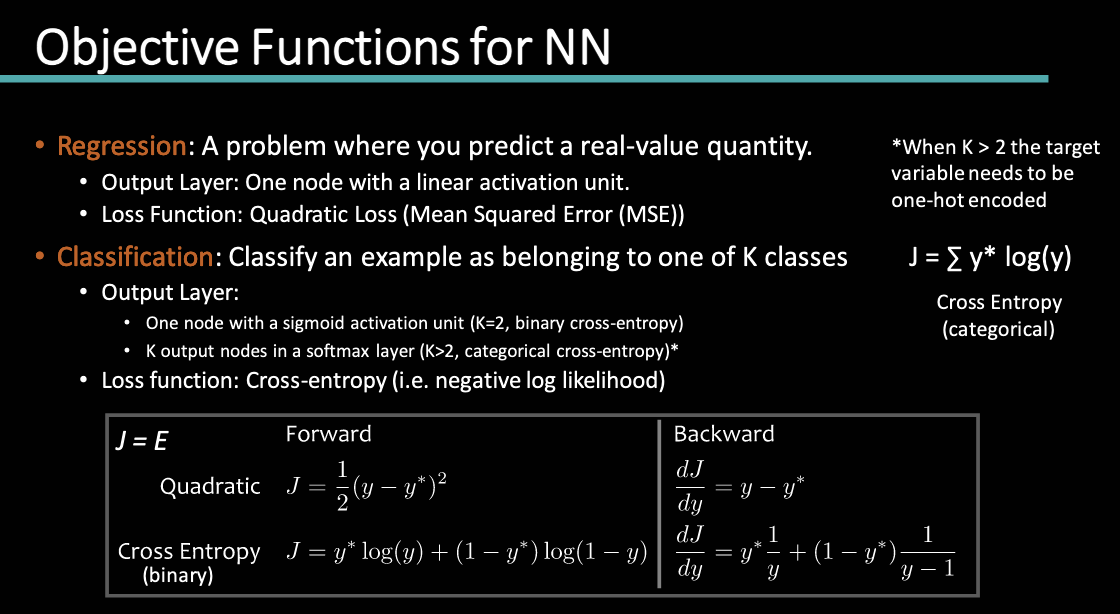 Objective Functions for NN
• Regression: A problem where you predict a real-value quantity.
• Output Layer: One node with a linear activation unit.
• Loss Function: Quadratic Loss (Mean Squared Error (MSE))
• Classification: Classify an example as belonging to one of K classes
• Output Layer:
• One node with a sigmoid activation unit (K=2, binary cross-entropy)
• K output nodes in a softmax layer (K>2, categorical cross-entropy)*
• Loss function: Cross-entropy (i.e. negative log likelihood)
*When K > 2 the target
variable needs to be
one-hot encoded
J = ∑ y* log(y)
Cross Entropy
(categorical)
J = E Forward Backward
Quadratic J = \frac{1}{2}(y − y*)² \frac{dJ}{dy} = y − y*
Cross Entropy J = y* log(y) + (1 − y*) log(1 − y) \frac{dJ}{dy} = y* \frac{1}{y} + (1 − y*) \frac{1}{y − 1}
(binary)